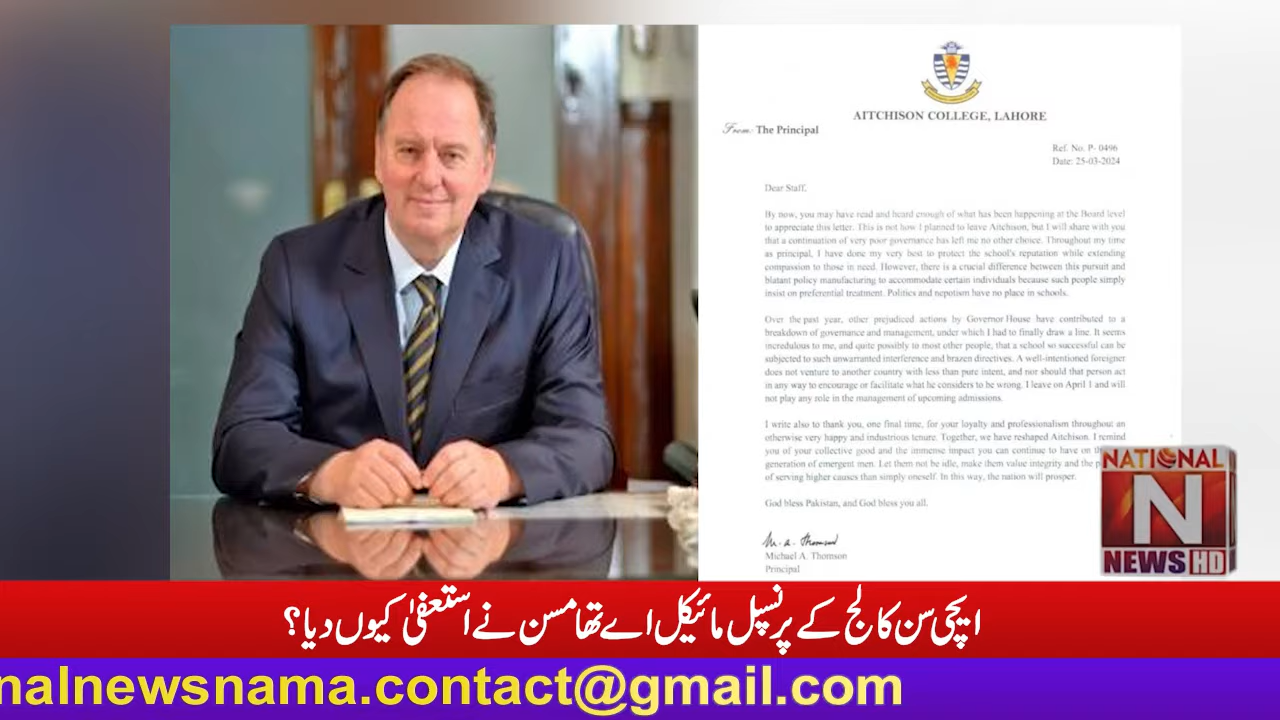 AITCHISON COLLEGE, LAHORE
From: The Principal
Ref. No. P- 0496
Date: 25-03-2024
Dear Staff,
By now, you may have read and heard enough of what has been happening at the Board level
to appreciate this letter. This is not how I planned to leave Aitchison, but I will share with you
that a continuation of very poor governance has left me no other choice. Throughout my time
as principal, I have done my very best to protect the school's reputation while extending
compassion to those in need. However, there is a crucial difference between this pursuit and
blatant policy manufacturing to accommodate certain individuals because such people simply
insist on preferential treatment. Politics and nepotism have no place in schools.
Over the past year, other prejudiced actions by Governor House have contributed to a
breakdown of governance and management, under which I had to finally draw a line. It seems
incredulous to me, and quite possibly to most other people, that a school so successful can be
subjected to such unwarranted interference and brazen directives. A well-intentioned foreigner
does not venture to another country with less than pure intent, and nor should that person act
in any way to encourage or facilitate what he considers to be wrong. I leave on April 1 and will
not play any role in the management of upcoming admissions.
I write also to thank you, one final time, for your loyalty and professionalism throughout an
otherwise very happy and industrious tenure. Together, we have reshaped Aitchison. I remind
you of your collective good and the immense impact you can continue to have on
generation of emergent men. Let them not be idle, make them value integrity and the
of serving higher causes than simply oneself. In this way, the nation will prosper.
God bless Pakistan, and God bless you all.
M. A. Thomson
Michael A. Thomson
Principal
NATIONAL
N
NEWS HD
ایچی سن کالج کے پرنسپل مائیکل اے تھامسن نے استعفیٰ کیوں دیا؟
nalnewsnama.contact@gmail.com